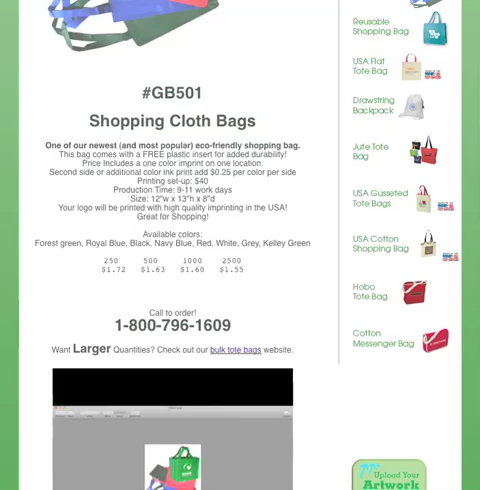 #GB501
Shopping Cloth Bags
One of our newest (and most popular) eco-friendly shopping bag.
This bag comes with a FREE plastic insert for added durability!
Price Includes a one color imprint on one location.
Second side or additional color ink print add $0.25 per color per side
Printing set-up: $40
Production Time: 9-11 work days
Size: 12"w x 13"h x 8"d
Your logo will be printed with high quality imprinting in the USA!
Great for Shopping!
Available colors:
Forest green, Royal Blue, Black, Navy Blue, Red, White, Grey, Kelley Green
250 500 1000 2500
$1.72 $1.63 $1.60 $1.55
Call to order!
1-800-796-1609
Want Larger Quantities? Check out our bulk tote bags website.
Reusable
Shopping Bag
USA Flat
Tote Bag
Drawstring
Backpack
Jute Tote
Bag
USA Gusseted
Tote Bags
USA Cotton
Shopping Bag
Hobo
Tote Bag
Cotton
Messenger Bag
Upload Your
Artwork